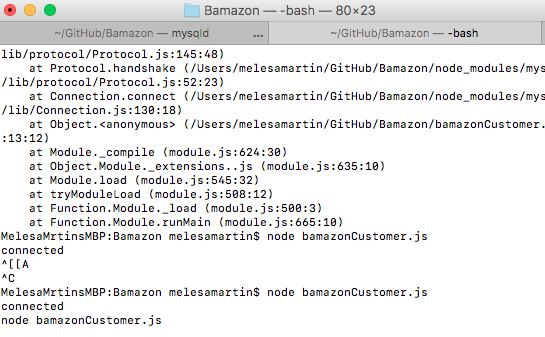 Bamazon — -bash — 80×23
~/GitHub/Bamazon — mysqld ... ~/GitHub/Bamazon — -bash
lib/protocol/Protocol.js:145:48)
    at Protocol.handshake (/Users/melesamartin/GitHub/Bamazon/node_modules/mys
/lib/protocol/Protocol.js:52:23)
    at Connection.connect (/Users/melesamartin/GitHub/Bamazon/node_modules/mys
/lib/Connection.js:130:18)
    at Object.<anonymous> (/Users/melesamartin/GitHub/Bamazon/bamazonCustomer.
:13:12)
    at Module._compile (module.js:624:30)
    at Object.Module._extensions..js (module.js:635:10)
    at Module.load (module.js:545:32)
    at tryModuleLoad (module.js:508:12)
    at Function.Module._load (module.js:500:3)
    at Function.Module.runMain (module.js:665:10)
MelesaMrtinsMBP:Bamazon melesamartin$ node bamazonCustomer.js
connected
^[[A
^C
MelesaMrtinsMBP:Bamazon melesamartin$ node bamazonCustomer.js
connected
node bamazonCustomer.js